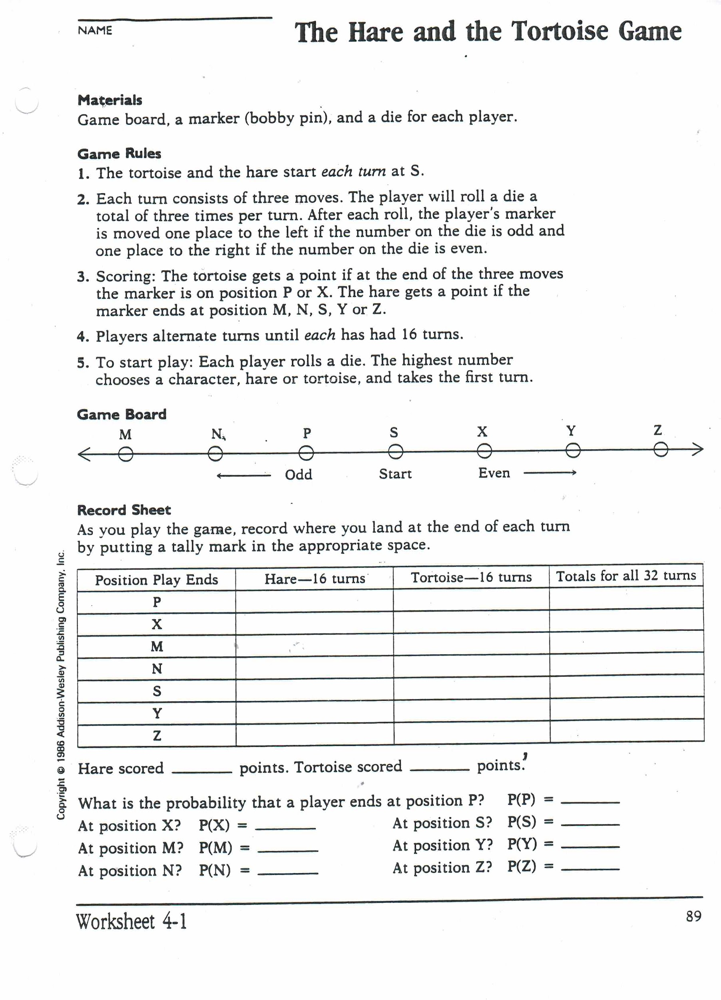 NAME
The Hare and the Tortoise Game
Materials
Game board, a marker (bobby pin), and a die for each player.
Game Rules
1. The tortoise and the hare start each turn at S.
2. Each turn consists of three moves. The player will roll a die a
total of three times per turn. After each roll, the player's marker
is moved one place to the left if the number on the die is odd and
one place to the right if the number on the die is even.
3. Scoring: The tortoise gets a point if at the end of the three moves
the marker is on position P or X. The hare gets a point if the
marker ends at position M, N, S, Y or Z.
4. Players alternate turns until each has had 16 turns.
5. To start play: Each player rolls a die. The highest number
chooses a character, hare or tortoise, and takes the first turn.
Game Board
M N P S X Y Z
Odd Start Even
Record Sheet
As you play the game, record where you land at the end of each turn
by putting a tally mark in the appropriate space.
Position Play Ends Hare—16 turns Tortoise—16 turns Totals for all 32 turns
P
X
M
N
S
Y
Z
Hare scored ______ points. Tortoise scored ______ points.
What is the probability that a player ends at position P? P(P) = ______
At position X? P(X) = ______ At position S? P(S) = ______
At position M? P(M) = ______ At position Y? P(Y) = ______
At position N? P(N) = ______ At position Z? P(Z) = ______
Copyright © 1986 Addison-Wesley Publishing Company, Inc.
Worksheet 4-1 89